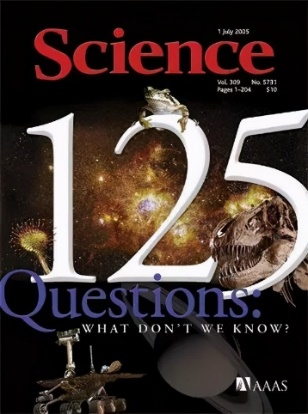 1 July 2005
Science
Vol. 309 No. 5731
Pages 1–204 $10
125
Questions:
WHAT DON'T WE KNOW?
AAAS